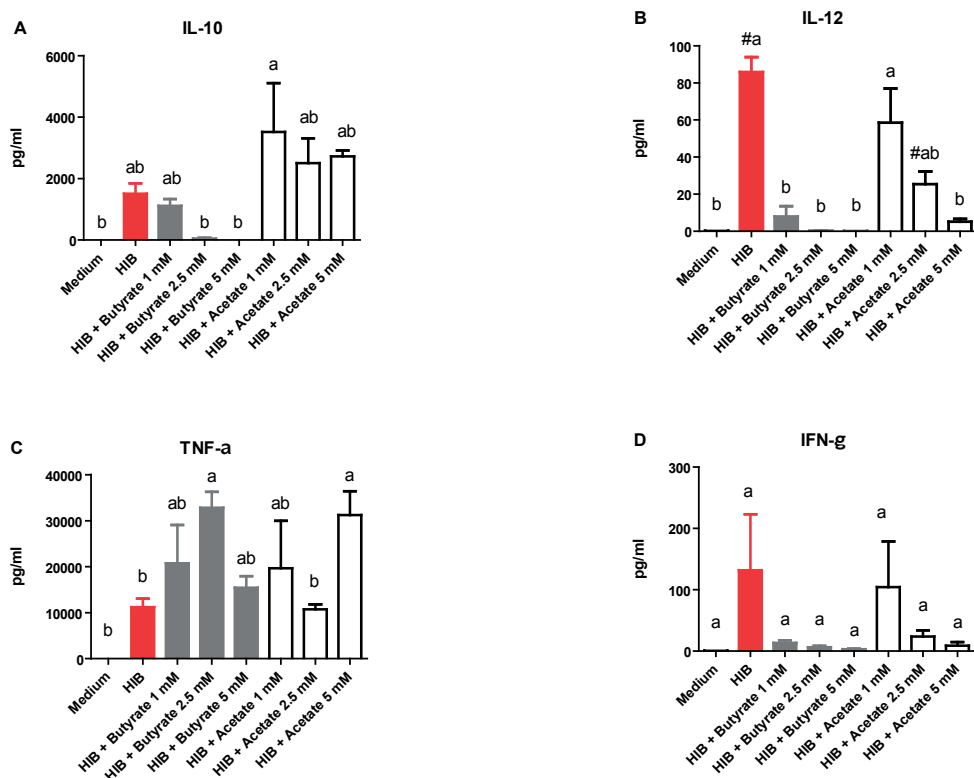 A
IL-10
6000
4000
2000
0
pg/ml
b
ab
ab
b
b
a
ab
ab
Medium
HIB
HIB + Butyrate 1 mM
HIB + Butyrate 2.5 mM
HIB + Butyrate 5 mM
HIB + Acetate 1 mM
HIB + Acetate 2.5 mM
HIB + Acetate 5 mM
B
IL-12
100
80
60
40
20
0
pg/ml
b
#a
b
b
b
a
#ab
b
Medium
HIB
HIB + Butyrate 1 mM
HIB + Butyrate 2.5 mM
HIB + Butyrate 5 mM
HIB + Acetate 1 mM
HIB + Acetate 2.5 mM
HIB + Acetate 5 mM
C
TNF-a
40000
30000
20000
10000
0
pg/ml
b
b
ab
a
ab
ab
b
a
Medium
HIB
HIB + Butyrate 1 mM
HIB + Butyrate 2.5 mM
HIB + Butyrate 5 mM
HIB + Acetate 1 mM
HIB + Acetate 2.5 mM
HIB + Acetate 5 mM
D
IFN-g
300
200
100
0
pg/ml
a
a
a
a
a
a
a
a
Medium
HIB
HIB + Butyrate 1 mM
HIB + Butyrate 2.5 mM
HIB + Butyrate 5 mM
HIB + Acetate 1 mM
HIB + Acetate 2.5 mM
HIB + Acetate 5 mM